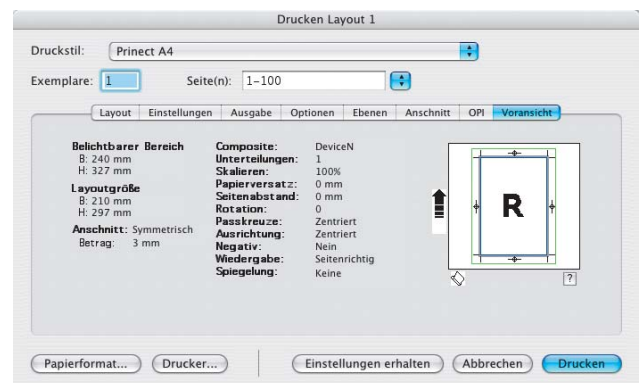 Drucken Layout 1
Druckstil: Prinect A4
Exemplare: 1 Seite(n): 1-100
Layout Einstellungen Ausgabe Optionen Ebenen Anschnitt OPI Voransicht
Belichtbarer Bereich
B: 240 mm
H: 327 mm
Layoutgröße
B: 210 mm
H: 297 mm
Anschnitt: Symmetrisch
Betrag: 3 mm
Composite: DeviceN
Unterteilungen: 1
Skalieren: 100%
Papierversatz: 0 mm
Seitenabstand: 0 mm
Rotation: 0
Passkreuze: Zentriert
Ausrichtung: Zentriert
Negativ: Nein
Wiedergabe: Seitenrichtig
Spiegelung: Keine
R
?
Papierformat... Drucker... Einstellungen erhalten Abbrechen Drucken